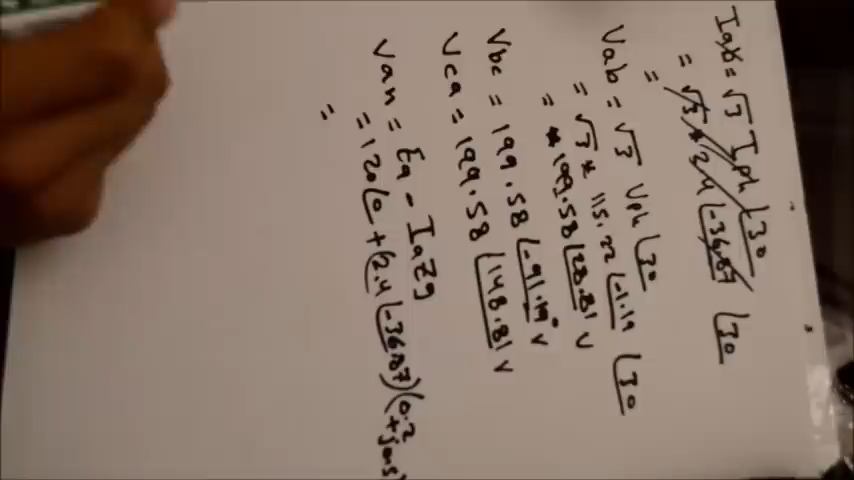 Iab = √3 Iph ∠30
= √3 * 2.4 ∠-36.87 ∠30
=
Vab = √3 Vph ∠30
= √3 * 115.22 ∠-1.19 ∠30
= 199.58 ∠28.81 V
Vbc = 199.58 ∠-91.19° V
Vca = 199.58 ∠148.81 V
Van = Ea - IaZg
= 120∠0 + (2.4 ∠-36.87)(0.2
=